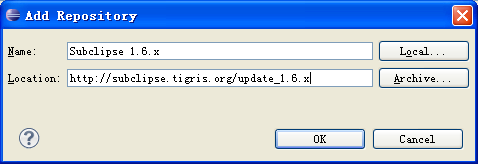 Add Repository
Name: Subclipse 1.6.x Local...
Location: http://subclipse.tigris.org/update_1.6.x Archive...
? OK Cancel